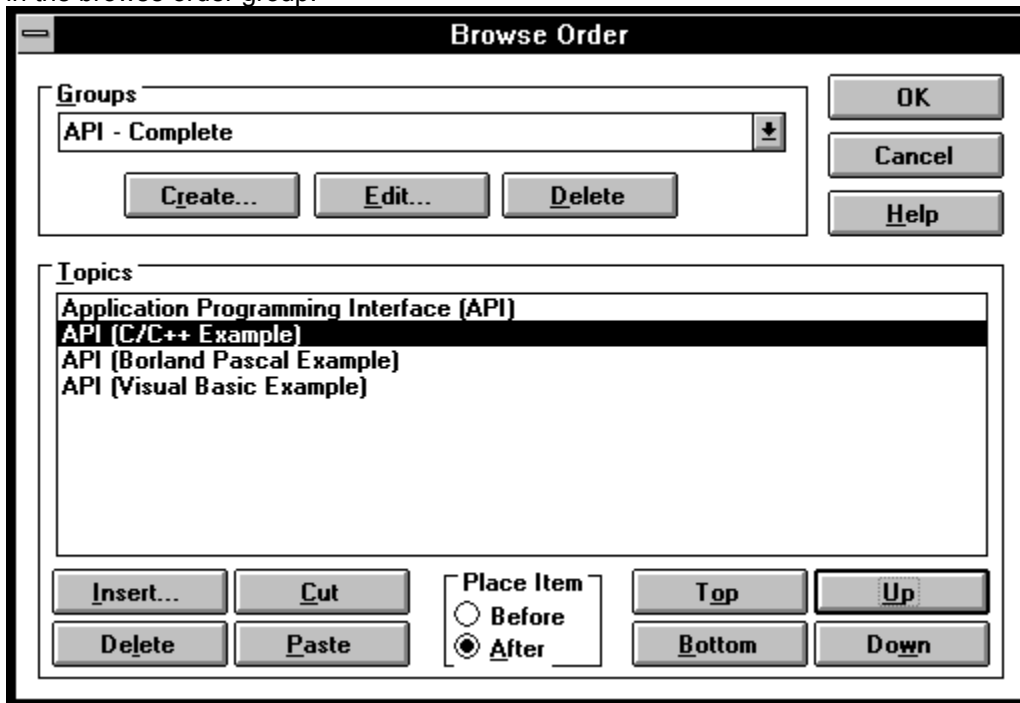 in the browse order group.
Browse Order
Groups
API - Complete
Create... Edit... Delete
OK
Cancel
Help
Topics
Application Programming Interface (API)
API (C/C++ Example)
API (Borland Pascal Example)
API (Visual Basic Example)
Insert... Cut
Delete Paste
Place Item
Before
After
Top Up
Bottom Down